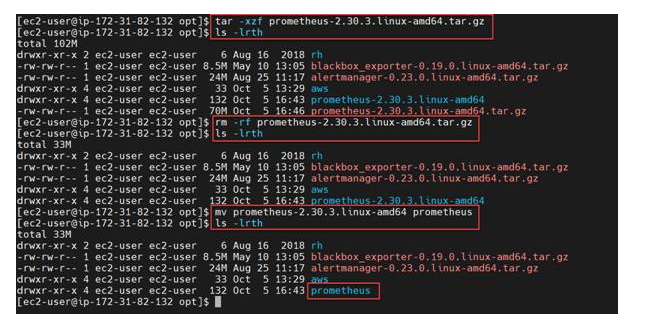 [ec2-user@ip-172-31-82-132 opt]$ tar -xzf prometheus-2.30.3.linux-amd64.tar.gz
[ec2-user@ip-172-31-82-132 opt]$ ls -lrth
total 102M
drwxr-xr-x 2 ec2-user ec2-user    6 Aug 16  2018 rh
-rw-rw-r-- 1 ec2-user ec2-user 8.5M May 10 13:05 blackbox_exporter-0.19.0.linux-amd64.tar.gz
-rw-rw-r-- 1 ec2-user ec2-user  24M Aug 25 11:17 alertmanager-0.23.0.linux-amd64.tar.gz
drwxr-xr-x 4 ec2-user ec2-user   33 Oct  5 13:29 aws
drwxr-xr-x 4 ec2-user ec2-user  132 Oct  5 16:43 prometheus-2.30.3.linux-amd64
-rw-rw-r-- 1 ec2-user ec2-user  70M Oct  5 16:46 prometheus-2.30.3.linux-amd64.tar.gz
[ec2-user@ip-172-31-82-132 opt]$ rm -rf prometheus-2.30.3.linux-amd64.tar.gz
[ec2-user@ip-172-31-82-132 opt]$ ls -lrth
total 33M
drwxr-xr-x 2 ec2-user ec2-user    6 Aug 16  2018 rh
-rw-rw-r-- 1 ec2-user ec2-user 8.5M May 10 13:05 blackbox_exporter-0.19.0.linux-amd64.tar.gz
-rw-rw-r-- 1 ec2-user ec2-user  24M Aug 25 11:17 alertmanager-0.23.0.linux-amd64.tar.gz
drwxr-xr-x 4 ec2-user ec2-user   33 Oct  5 13:29 aws
drwxr-xr-x 4 ec2-user ec2-user  132 Oct  5 16:43 prometheus-2.30.3.linux-amd64
[ec2-user@ip-172-31-82-132 opt]$ mv prometheus-2.30.3.linux-amd64 prometheus
[ec2-user@ip-172-31-82-132 opt]$ ls -lrth
total 33M
drwxr-xr-x 2 ec2-user ec2-user    6 Aug 16  2018 rh
-rw-rw-r-- 1 ec2-user ec2-user 8.5M May 10 13:05 blackbox_exporter-0.19.0.linux-amd64.tar.gz
-rw-rw-r-- 1 ec2-user ec2-user  24M Aug 25 11:17 alertmanager-0.23.0.linux-amd64.tar.gz
drwxr-xr-x 4 ec2-user ec2-user   33 Oct  5 13:29 aws
drwxr-xr-x 4 ec2-user ec2-user  132 Oct  5 16:43 prometheus
[ec2-user@ip-172-31-82-132 opt]$